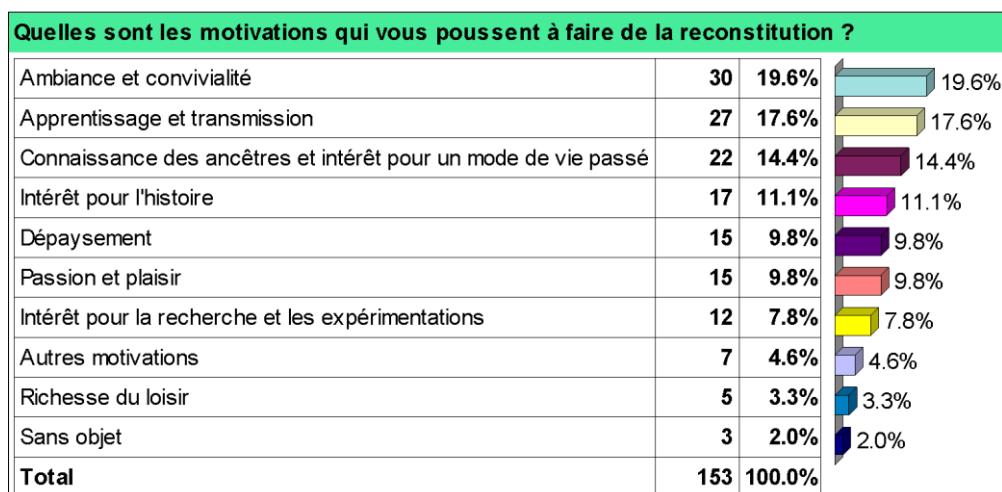 Quelles sont les motivations qui vous poussent à faire de la reconstitution ?
Ambiance et convivialité 30 19.6% 19.6%
Apprentissage et transmission 27 17.6% 17.6%
Connaissance des ancêtres et intérêt pour un mode de vie passé 22 14.4% 14.4%
Intérêt pour l'histoire 17 11.1% 11.1%
Dépaysement 15 9.8% 9.8%
Passion et plaisir 15 9.8% 9.8%
Intérêt pour la recherche et les expérimentations 12 7.8% 7.8%
Autres motivations 7 4.6% 4.6%
Richesse du loisir 5 3.3% 3.3%
Sans objet 3 2.0% 2.0%
Total 153 100.0%